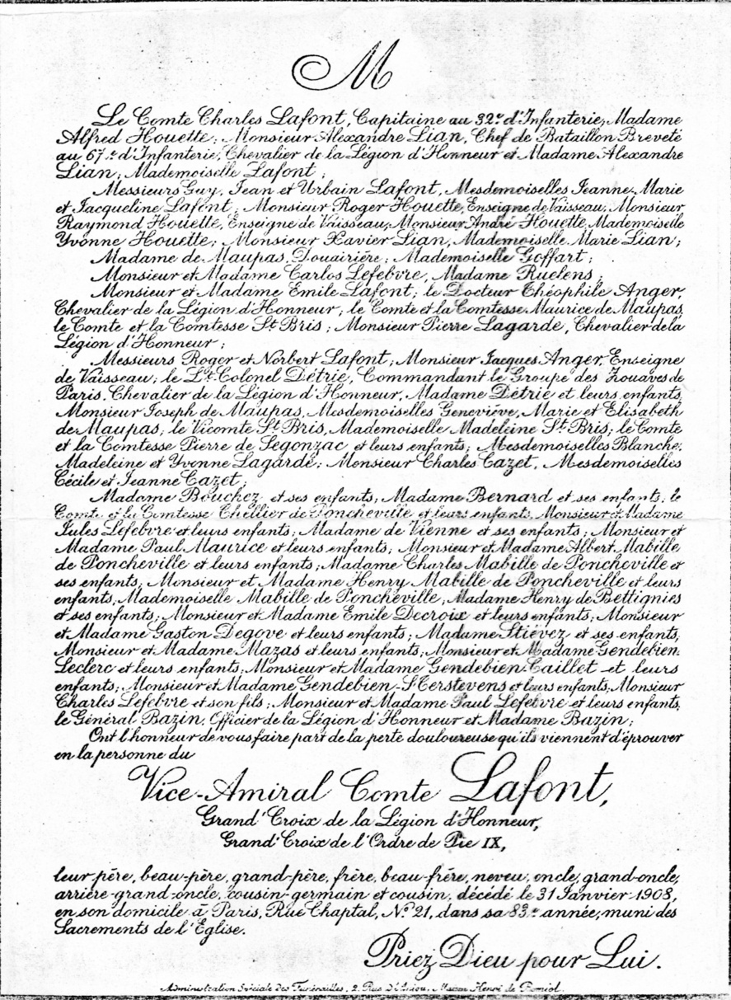 M
Le Comte Charles Lafont, Capitaine au 32e d'Infanterie, Madame
Alfred Houette; Monsieur Alexandre Lian, Chef de Bataillon Breveté
au 67e d'Infanterie, Chevalier de la Légion d'Honneur et Madame Alexandre
Lian; Mademoiselle Lafont;
Messieurs Guy, Jean et Urbain Lafont, Mesdemoiselles Jeanne-Marie
et Jacqueline Lafont; Monsieur Roger Houette, Enseigne de Vaisseau, Monsieur
Raymond Houette, Enseigne de Vaisseau, Monsieur André Houette, Mademoiselle
Yvonne Houette; Monsieur Xavier Lian, Mademoiselle Marie Lian;
Madame de Maupas, Douairière; Mademoiselle Goffart;
Monsieur et Madame Carlos Lefebvre, Madame Ruelens;
Monsieur et Madame Emile Lafont; le Docteur Théophile Anger,
Chevalier de la Légion d'Honneur; le Comte et la Comtesse Maurice de Maupas,
le Comte et la Comtesse St Bris; Monsieur Pierre Lagarde, Chevalier de la
Légion d'Honneur;
Messieurs Roger et Norbert Lafont; Monsieur Jacques Anger, Enseigne
de Vaisseau; le Lt Colonel Détrie, Commandant le Groupe des Zouaves de
Paris, Chevalier de la Légion d'Honneur, Madame Détrie et leurs enfants,
Monsieur Joseph de Maupas, Mesdemoiselles Geneviève, Marie et Elisabeth
de Maupas; le Vicomte St Bris, Mademoiselle Madeleine St Bris; le Comte
et la Comtesse Pierre de Segonzac et leurs enfants; Mesdemoiselles Blanche,
Madeleine et Yvonne Lagarde; Monsieur Charles Cazet, Mesdemoiselles
Cécile et Jeanne Cazet;
Madame Bouchez et ses enfants; Madame Bernard et ses enfants; le
Comte et la Comtesse Chellier de Poncheville et leurs enfants, Monsieur et Madame
Jules Lefebvre et leurs enfants; Madame de Vienne et ses enfants; Monsieur et
Madame Paul Maurice et leurs enfants; Monsieur et Madame Albert Mabille
de Poncheville et leurs enfants; Madame Charles Mabille de Poncheville et
ses enfants; Monsieur et Madame Henry Mabille de Poncheville et leurs
enfants, Mademoiselle Mabille de Poncheville, Madame Henry de Bettignies
et ses enfants; Monsieur et Madame Emile Decroix et leurs enfants; Monsieur
et Madame Gaston Degove et leurs enfants; Madame Stiévez et ses enfants;
Monsieur et Madame Mazas et leurs enfants; Monsieur et Madame Gendebien
Leclerc et leurs enfants; Monsieur et Madame Gendebien-Caillet et leurs
enfants; Monsieur et Madame Gendebien-T'Serstevens et leurs enfants; Monsieur
Charles Lefebvre et son fils; Monsieur et Madame Paul Lefebvre et leurs enfants,
le Général Bazin, Officier de la Légion d'Honneur et Madame Bazin;
Ont l'honneur de vous faire part de la perte douloureuse qu'ils viennent d'éprouver
en la personne du
Vice-Amiral Comte Lafont,
Grand' Croix de la Légion d'Honneur,
Grand' Croix de l'Ordre de Pie IX,
leur père, beau-père, grand-père, frère, beau-frère, neveu, oncle, grand-oncle,
arrière-grand-oncle, cousin-germain et cousin, décédé le 31 Janvier 1908,
en son domicile à Paris, Rue Chaptal, No 21, dans sa 83e année, muni des
Sacrements de l'Eglise.
Priez Dieu pour Lui.
Administration Spéciale des Funérailles, 2, Rue Maison Henri de